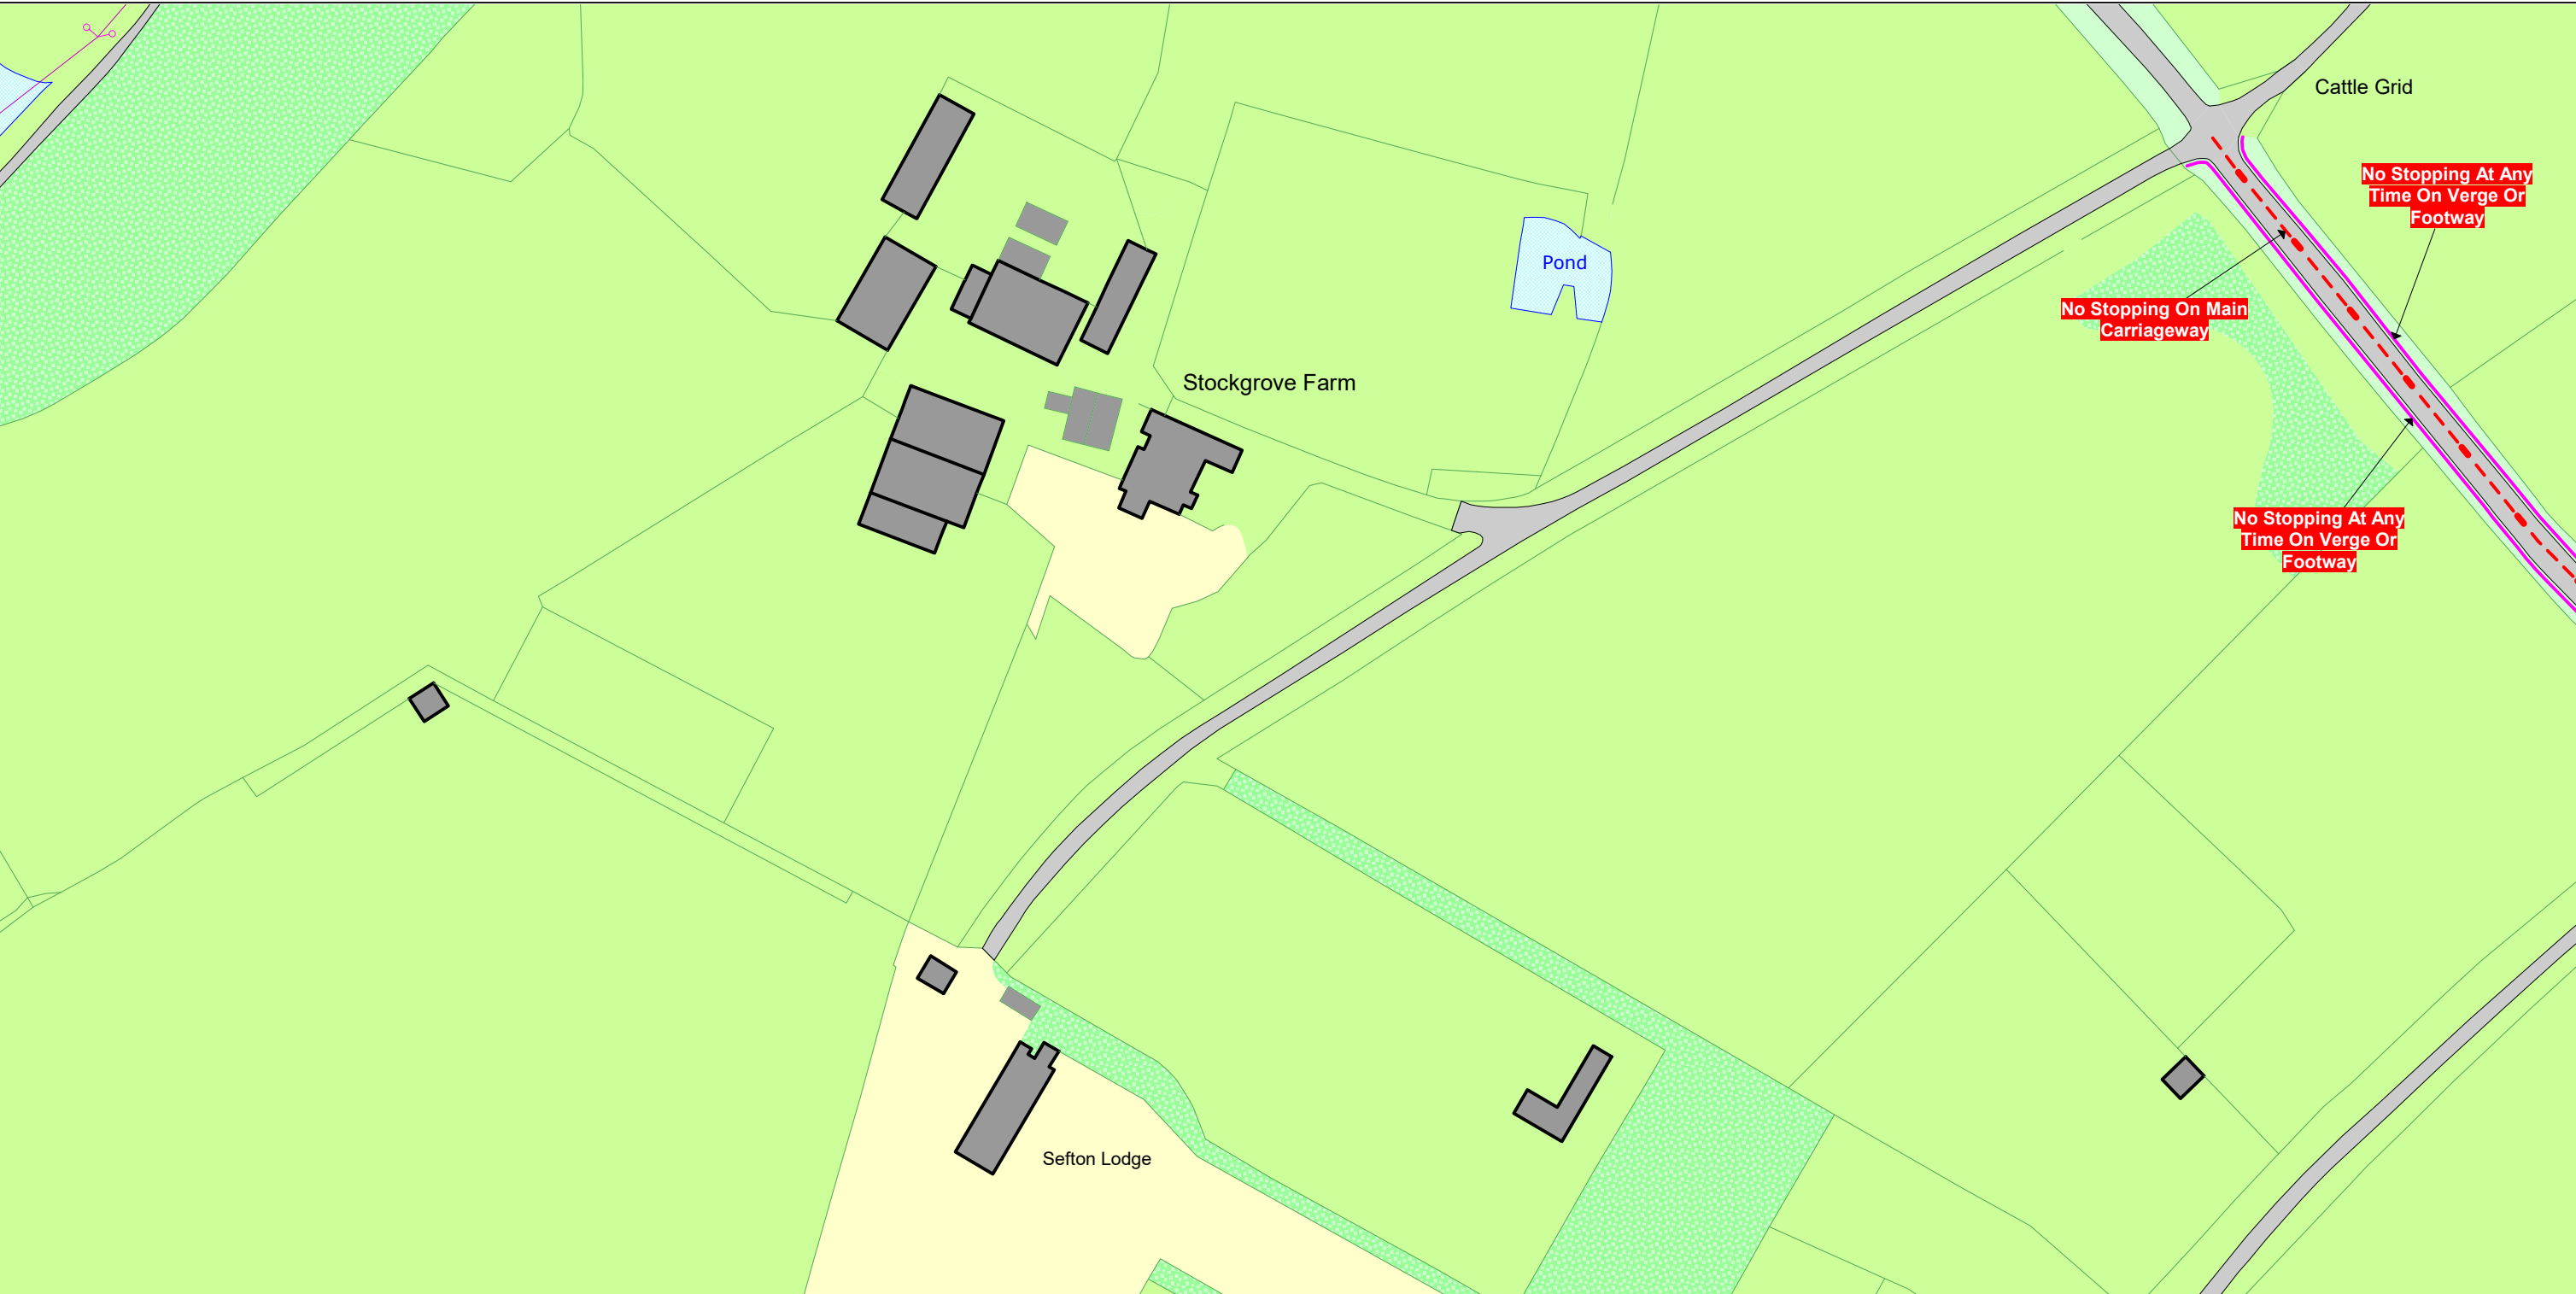 Cattle Grid
No Stopping At Any
Time On Verge Or
Footway
Pond
No Stopping On Main
Carriageway
Stockgrove Farm
No Stopping At Any
Time On Verge Or
Footway
Sefton Lodge